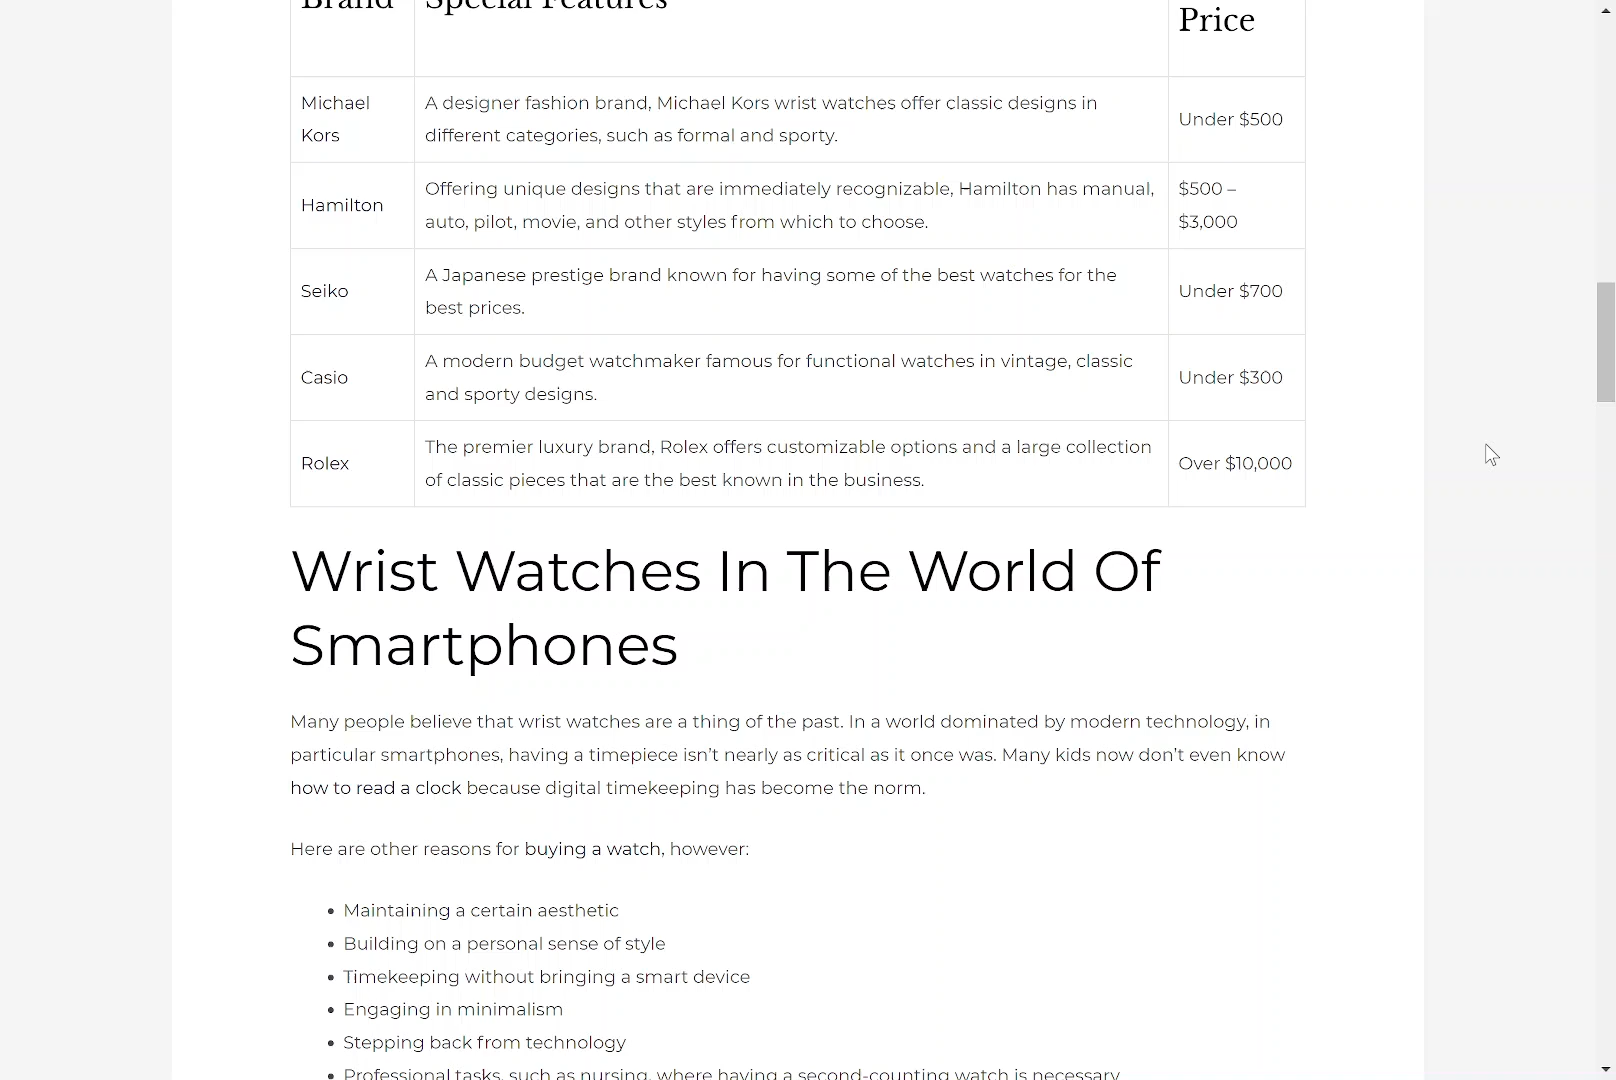 Brand
Special Features
Price
Michael
Kors
A designer fashion brand, Michael Kors wrist watches offer classic designs in
different categories, such as formal and sporty.
Under $500
Hamilton
Offering unique designs that are immediately recognizable, Hamilton has manual,
auto, pilot, movie, and other styles from which to choose.
$500 –
$3,000
Seiko
A Japanese prestige brand known for having some of the best watches for the
best prices.
Under $700
Casio
A modern budget watchmaker famous for functional watches in vintage, classic
and sporty designs.
Under $300
Rolex
The premier luxury brand, Rolex offers customizable options and a large collection
of classic pieces that are the best known in the business.
Over $10,000
Wrist Watches In The World Of
Smartphones
Many people believe that wrist watches are a thing of the past. In a world dominated by modern technology, in
particular smartphones, having a timepiece isn’t nearly as critical as it once was. Many kids now don’t even know
how to read a clock because digital timekeeping has become the norm.
Here are other reasons for buying a watch, however:
• Maintaining a certain aesthetic
• Building on a personal sense of style
• Timekeeping without bringing a smart device
• Engaging in minimalism
• Stepping back from technology
• Professional tasks, such as nursing, where having a second-counting watch is necessary